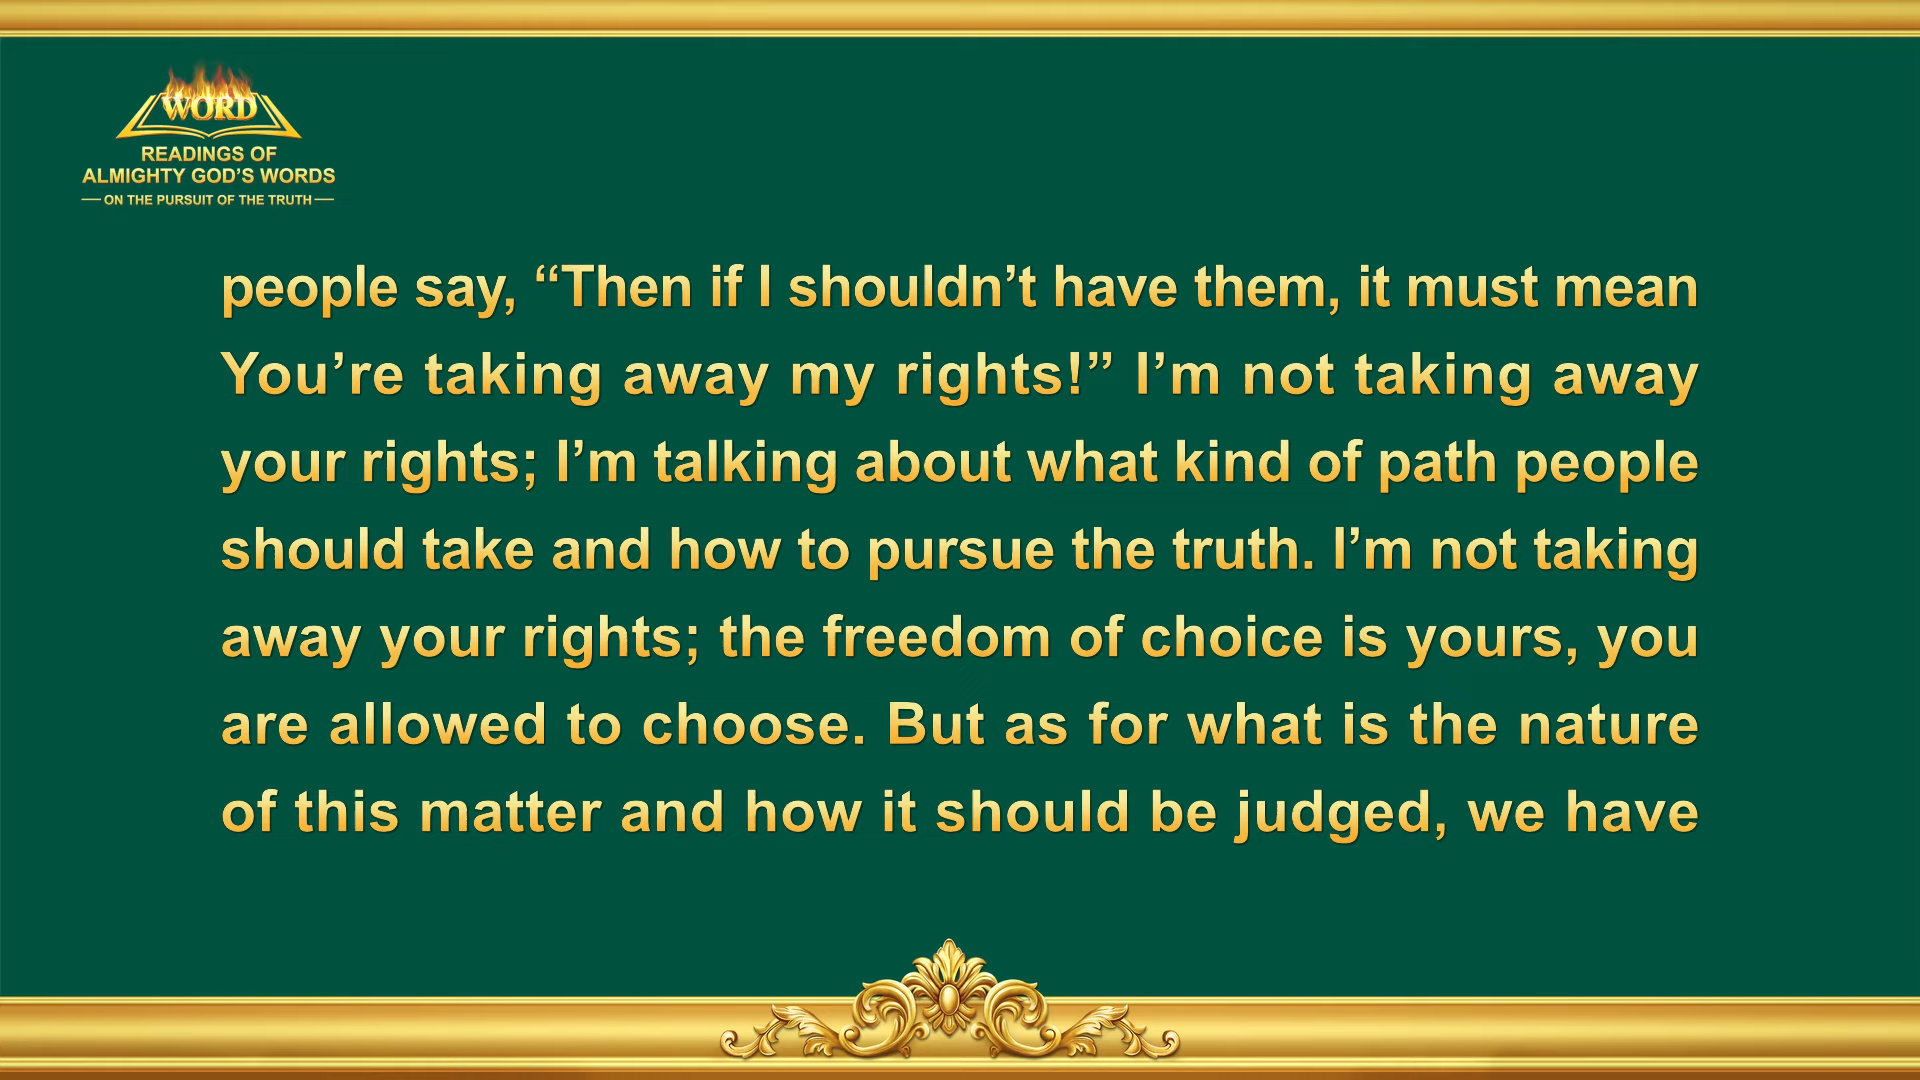 WORD
READINGS OF
ALMIGHTY GOD’S WORDS
ON THE PURSUIT OF THE TRUTH
people say, “Then if I shouldn’t have them, it must mean
You’re taking away my rights!” I’m not taking away
your rights; I’m talking about what kind of path people
should take and how to pursue the truth. I’m not taking
away your rights; the freedom of choice is yours, you
are allowed to choose. But as for what is the nature
of this matter and how it should be judged, we have